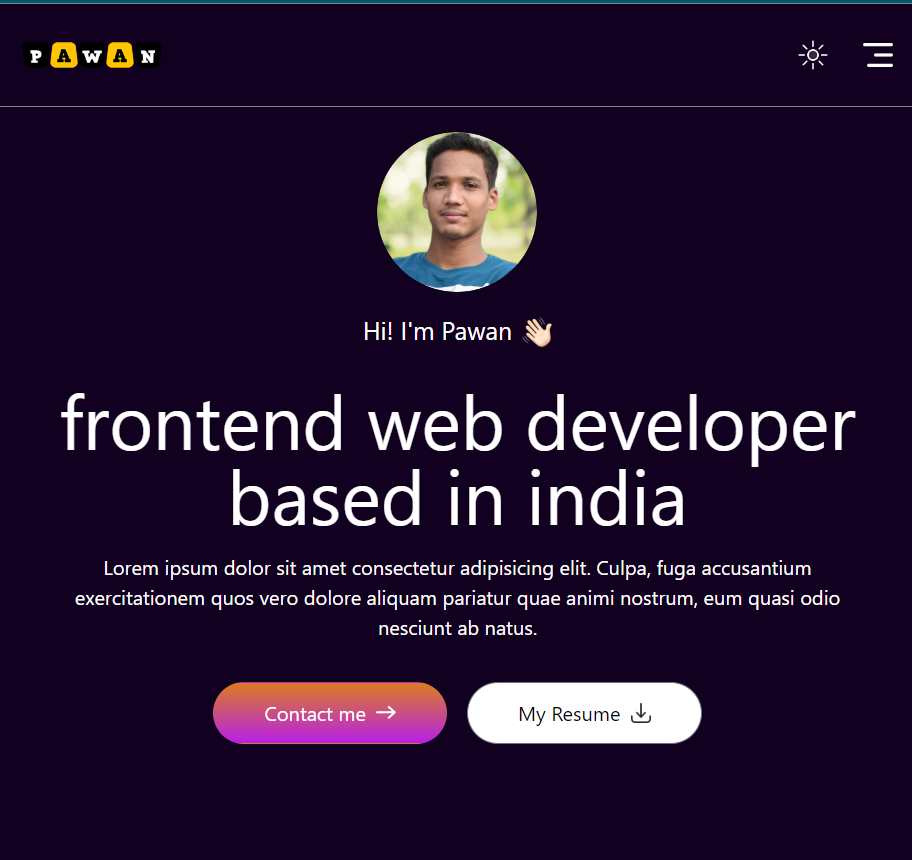 PAWAN
Hi! I'm Pawan 👋🏻
frontend web developer
based in india
Lorem ipsum dolor sit amet consectetur adipisicing elit. Culpa, fuga accusantium
exercitationem quos vero dolore aliquam pariatur quae animi nostrum, eum quasi odio
nesciunt ab natus.
Contact me →
My Resume